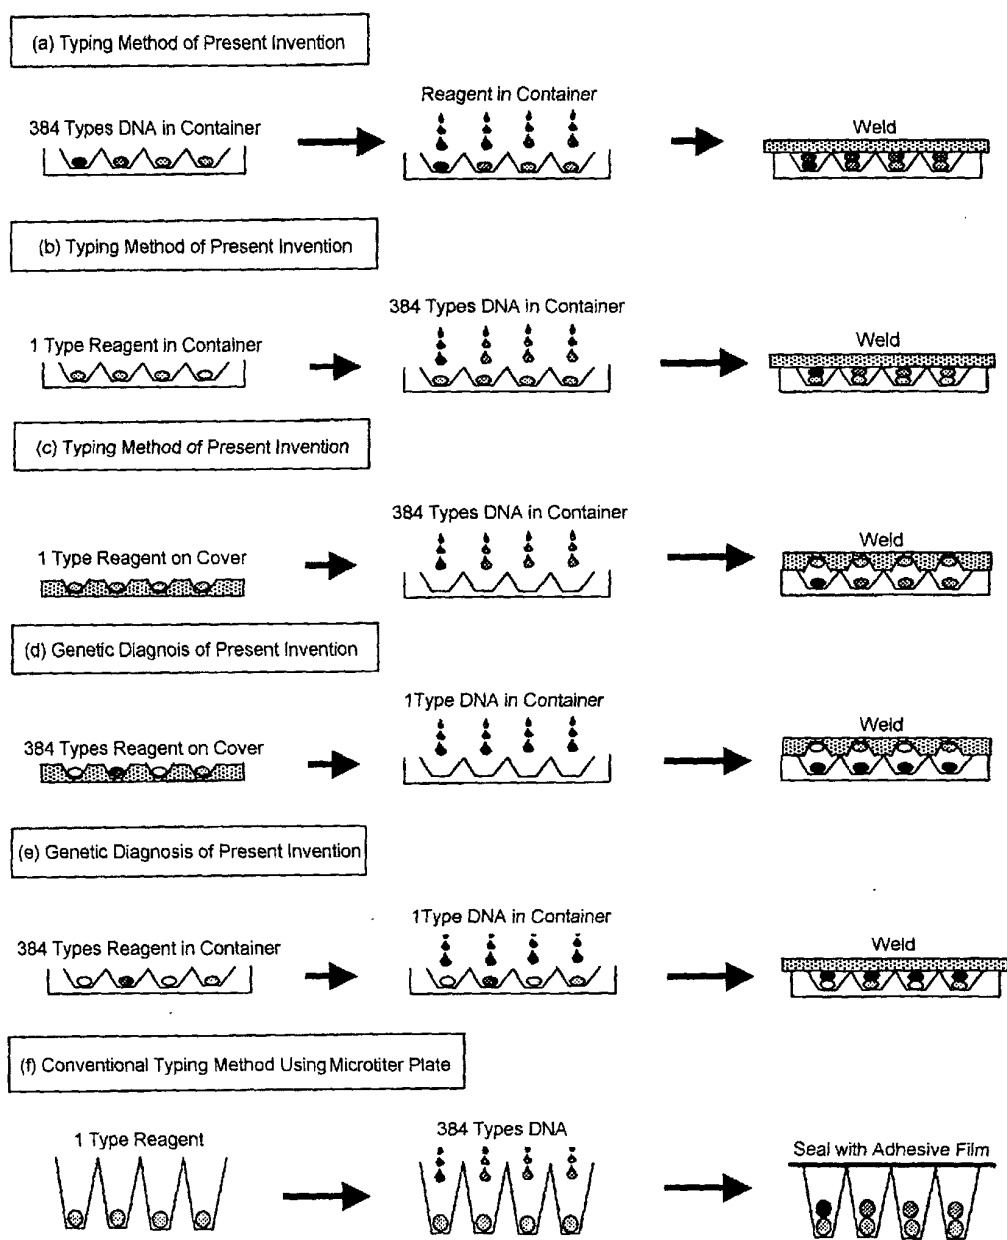 (a) Typing Method of Present Invention
384 Types DNA in Container
Reagent in Container
Weld
(b) Typing Method of Present Invention
1 Type Reagent in Container
384 Types DNA in Container
Weld
(c) Typing Method of Present Invention
1 Type Reagent on Cover
384 Types DNA in Container
Weld
(d) Genetic Diagnois of Present Invention
384 Types Reagent on Cover
1Type DNA in Container
Weld
(e) Genetic Diagnosis of Present Invention
384 Types Reagent in Container
1Type DNA in Container
Weld
(f) Conventional Typing Method Using Microtiter Plate
1 Type Reagent
384 Types DNA
Seal with Adhesive Film